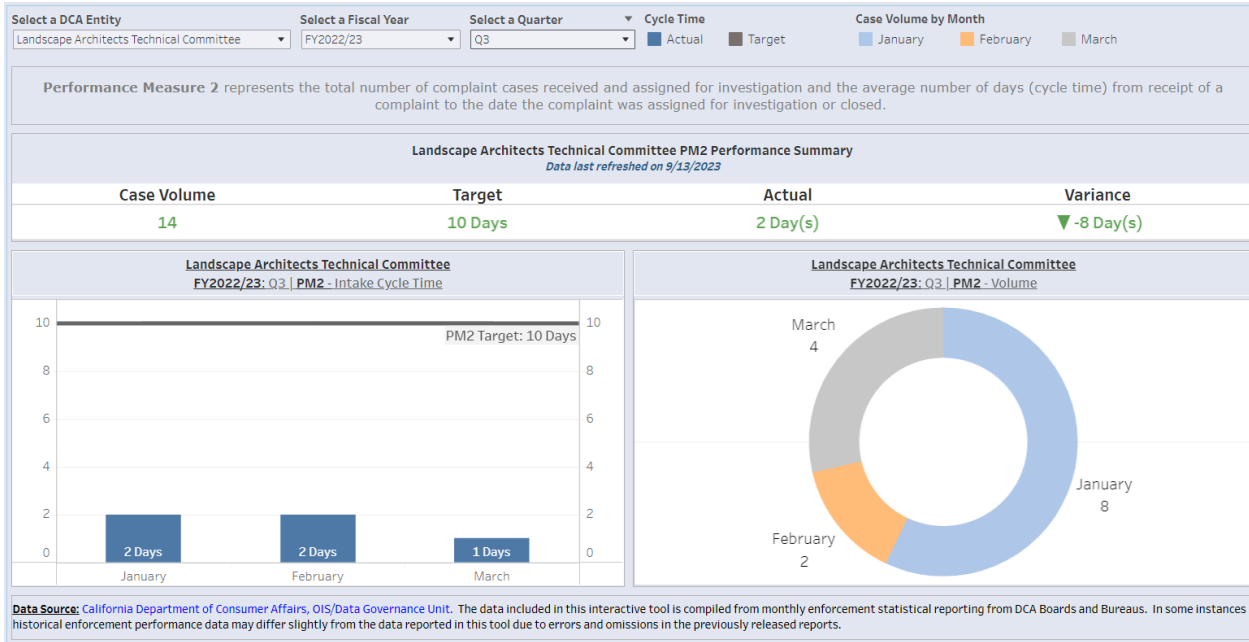 Select a DCA Entity
Select a Fiscal Year
Select a Quarter
Cycle Time
Case Volume by Month
Landscape Architects Technical Committee
FY2022/23
Q3
Actual
Target
January
February
March
Performance Measure 2 represents the total number of complaint cases received and assigned for investigation and the average number of days (cycle time) from receipt of a
complaint to the date the complaint was assigned for investigation or closed.
Landscape Architects Technical Committee PM2 Performance Summary
Data last refreshed on 9/13/2023
Case Volume
Target
Actual
Variance
14
10 Days
2 Day(s)
▼ -8 Day(s)
Landscape Architects Technical Committee
FY2022/23: Q3 | PM2 - Intake Cycle Time
10
8
6
4
2
0
PM2 Target: 10 Days
10
8
6
4
2
0
2 Days
2 Days
1 Days
January
February
March
Landscape Architects Technical Committee
FY2022/23: Q3 | PM2 - Volume
March
4
January
8
February
2
Data Source: California Department of Consumer Affairs, OIS/Data Governance Unit. The data included in this interactive tool is compiled from monthly enforcement statistical reporting from DCA Boards and Bureaus. In some instances
historical enforcement performance data may differ slightly from the data reported in this tool due to errors and omissions in the previously released reports.